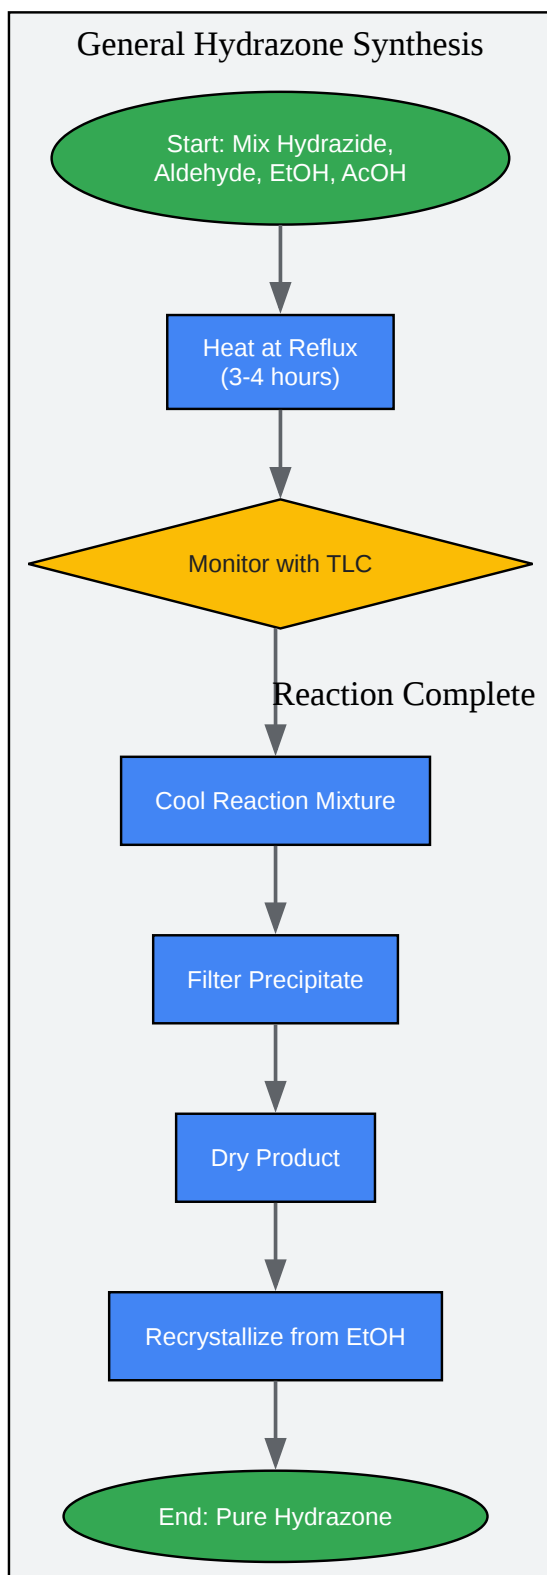 General Hydrazone Synthesis
Start: Mix Hydrazide,
Aldehyde, EtOH, AcOH
Heat at Reflux
(3-4 hours)
Monitor with TLC
Reaction Complete
Cool Reaction Mixture
Filter Precipitate
Dry Product
Recrystallize from EtOH
End: Pure Hydrazone